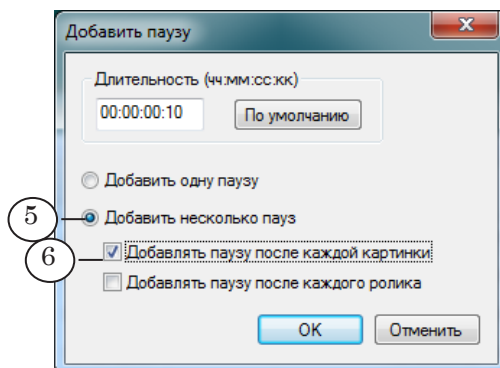 Добавить паузу
x
Длительность (чч:мм:сс:кк)
00:00:00:10
По умолчанию
Добавить одну паузу
5
Добавить несколько пауз
6
Добавлять паузу после каждой картинки
Добавлять паузу после каждого ролика
OK
Отменить